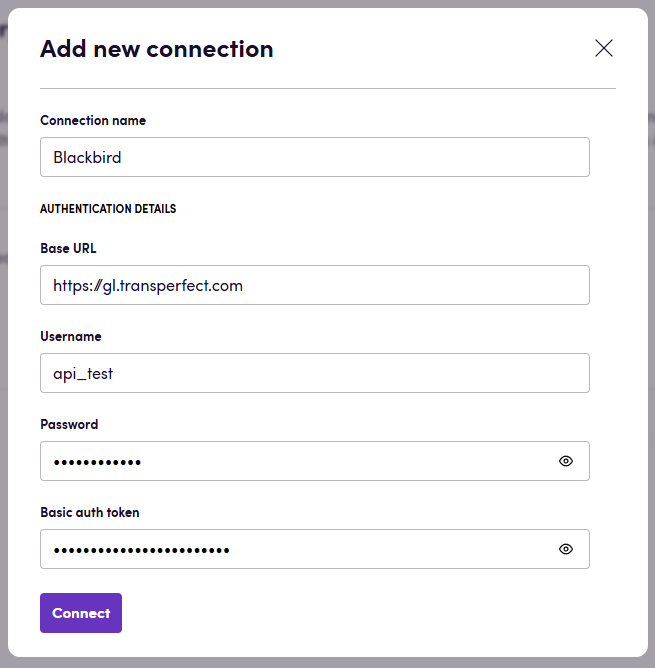 Add new connection
Connection name
Blackbird
AUTHENTICATION DETAILS
Base URL
https://gl.transperfect.com
Username
api_test
Password
••••••••••••
Basic auth token
••••••••••••••••••••••••
Connect